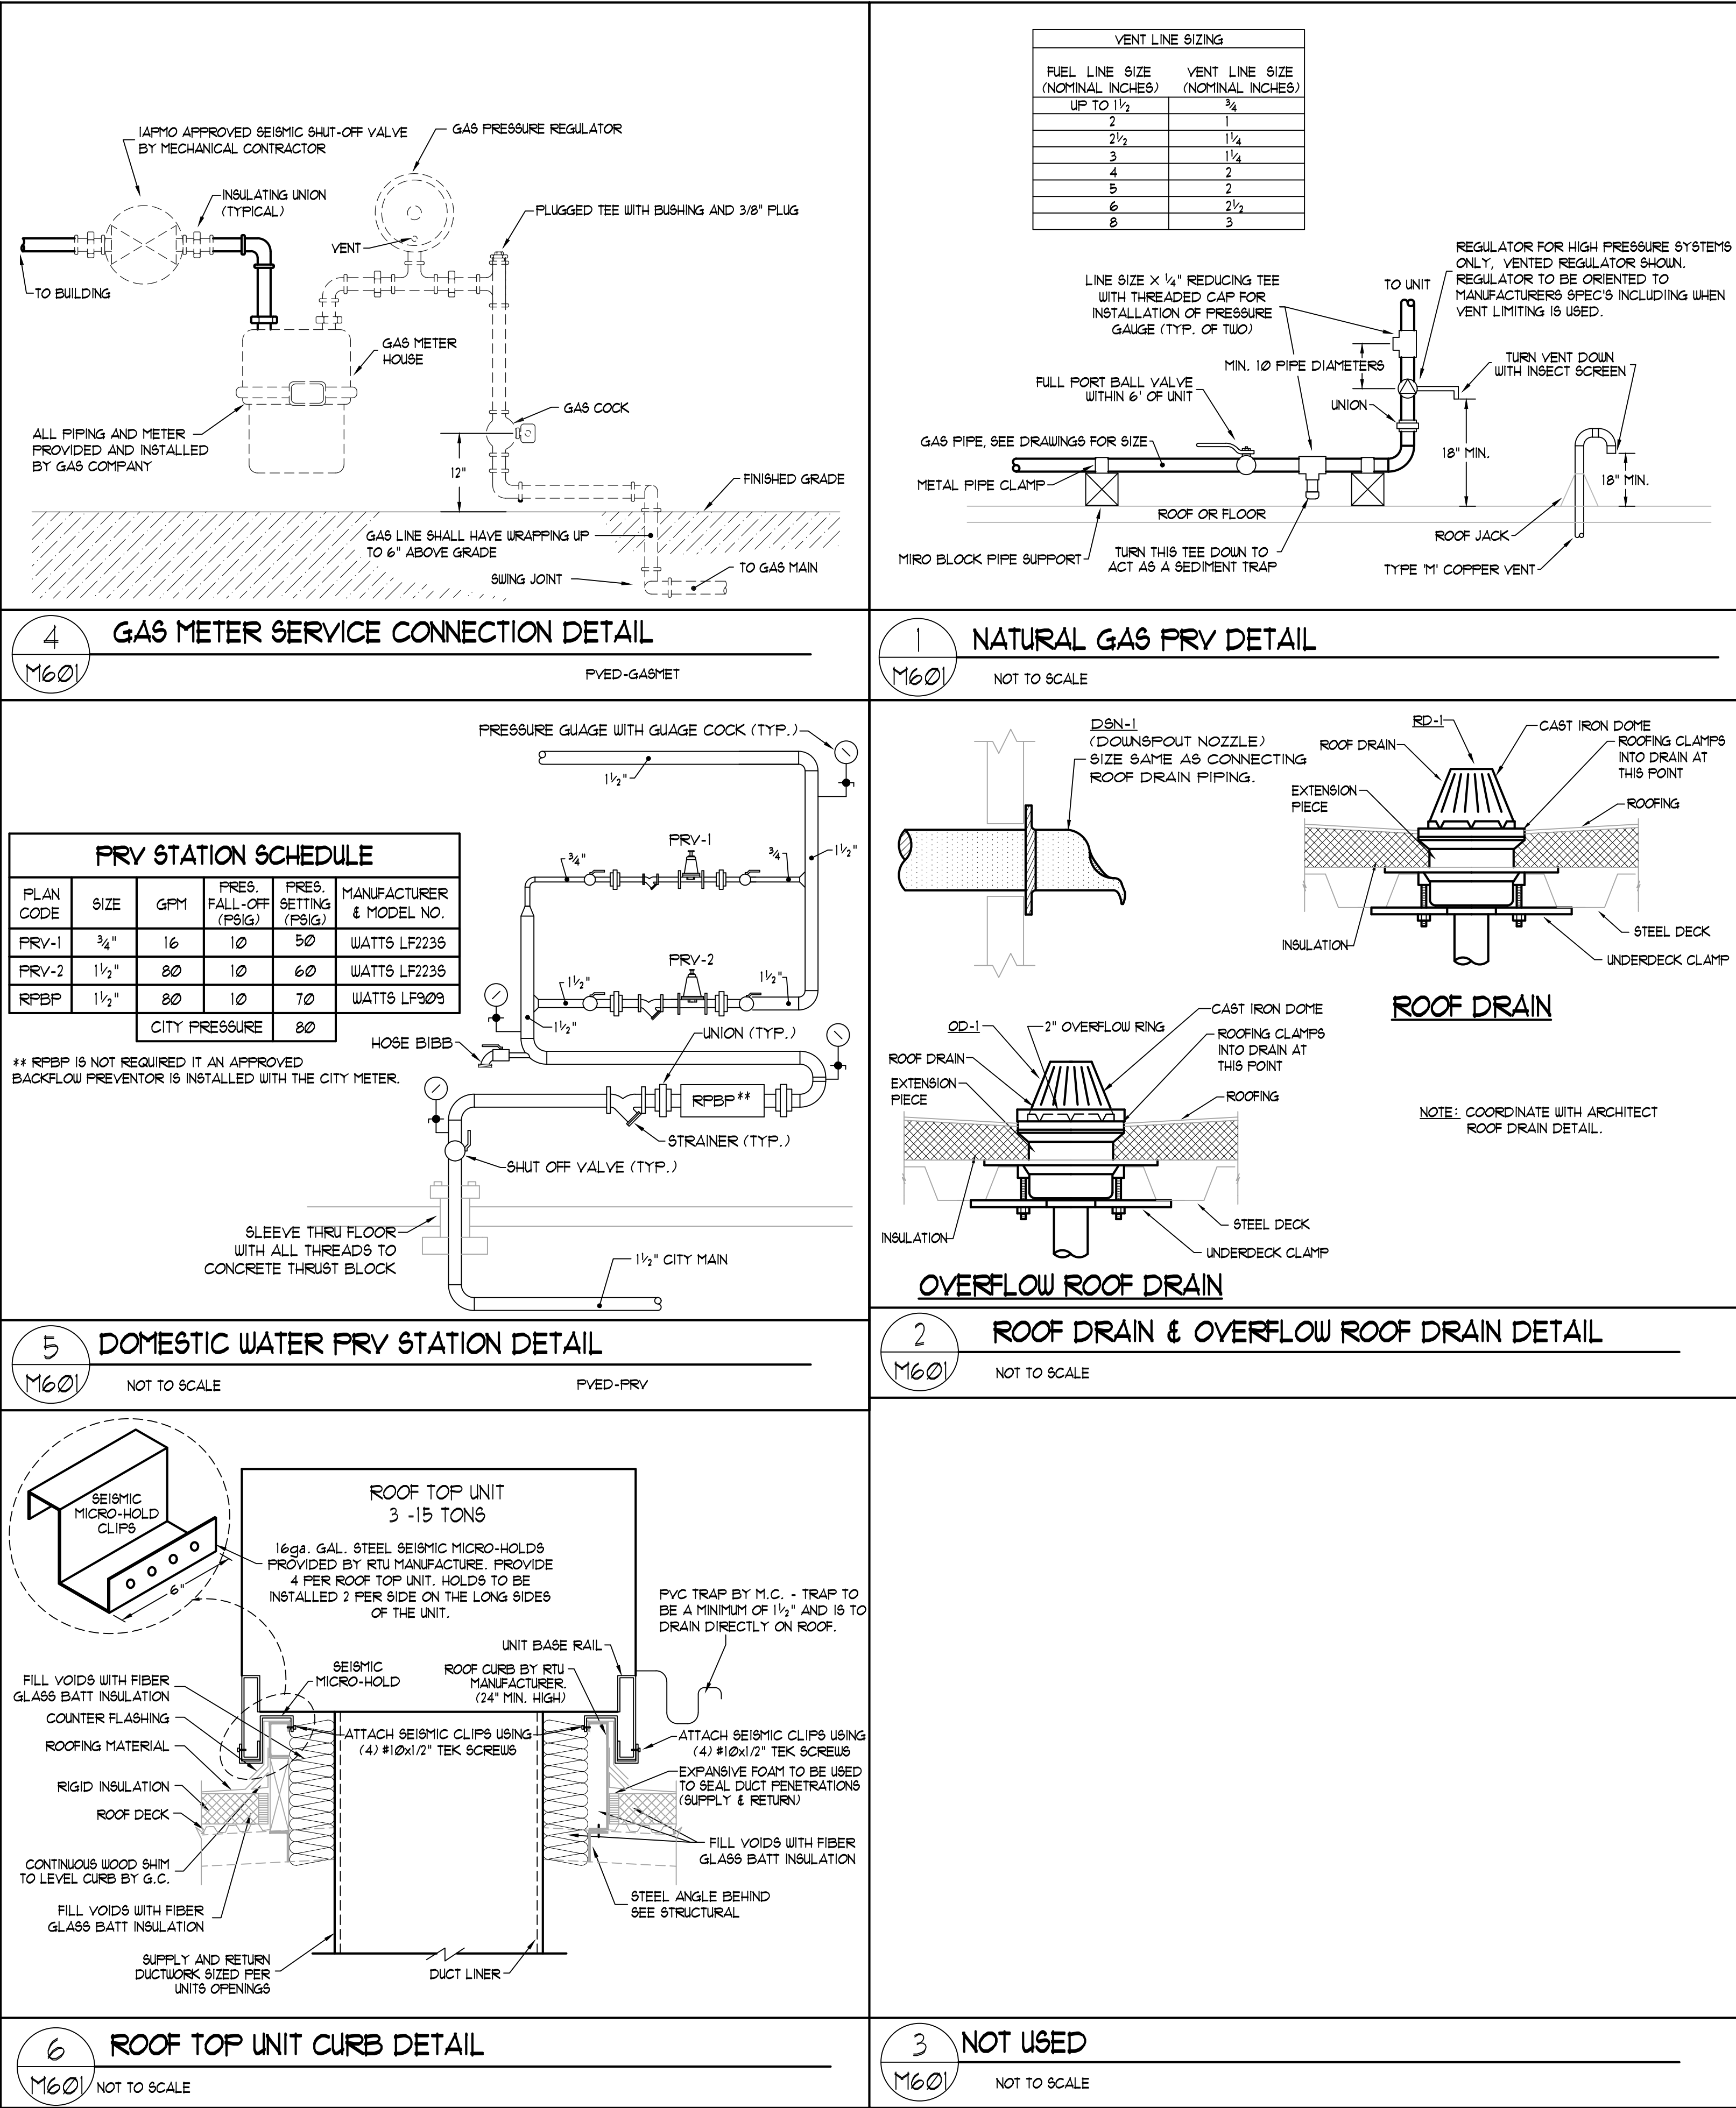 IAPMO APPROVED SEISMIC SHUT-OFF VALVE
BY MECHANICAL CONTRACTOR
GAS PRESSURE REGULATOR
INSULATING UNION
(TYPICAL)
PLUGGED TEE WITH BUSHING AND 3/8" PLUG
VENT
TO BUILDING
GAS METER
HOUSE
GAS COCK
ALL PIPING AND METER
PROVIDED AND INSTALLED
BY GAS COMPANY
12"
FINISHED GRADE
GAS LINE SHALL HAVE WRAPPING UP
TO 6" ABOVE GRADE
SWING JOINT
TO GAS MAIN
4
M601
GAS METER SERVICE CONNECTION DETAIL
PVED-GASMET
VENT LINE SIZING
FUEL LINE SIZE
(NOMINAL INCHES)
VENT LINE SIZE
(NOMINAL INCHES)
UP TO 1½ ¾
2 1
2½ 1¼
3 1¼
4 2
5 2
6 2½
8 3
REGULATOR FOR HIGH PRESSURE SYSTEMS
ONLY, VENTED REGULATOR SHOWN.
REGULATOR TO BE ORIENTED TO
MANUFACTURERS SPEC'S INCLUDIING WHEN
VENT LIMITING IS USED.
LINE SIZE X ¼" REDUCING TEE
WITH THREADED CAP FOR
INSTALLATION OF PRESSURE
GAUGE (TYP. OF TWO)
TO UNIT
MIN. 10 PIPE DIAMETERS
TURN VENT DOWN
WITH INSECT SCREEN
FULL PORT BALL VALVE
WITHIN 6' OF UNIT
UNION
GAS PIPE, SEE DRAWINGS FOR SIZE
18" MIN.
18" MIN.
METAL PIPE CLAMP
ROOF OR FLOOR
ROOF JACK
MIRO BLOCK PIPE SUPPORT
TURN THIS TEE DOWN TO
ACT AS A SEDIMENT TRAP
TYPE 'M' COPPER VENT
1
M601
NATURAL GAS PRV DETAIL
NOT TO SCALE
PRESSURE GUAGE WITH GUAGE COCK (TYP.)
1½"
PRV-1
¾"
¾"
1½"
PRV STATION SCHEDULE
PLAN
CODE
SIZE
GPM
PRES.
FALL-OFF
(PSIG)
PRES.
SETTING
(PSIG)
MANUFACTURER
& MODEL NO.
PRV-1 ¾" 16 10 50 WATTS LF223S
PRV-2 1½" 80 10 60 WATTS LF223S
RPBP 1½" 80 10 70 WATTS LF909
CITY PRESSURE 80
** RPBP IS NOT REQUIRED IT AN APPROVED
BACKFLOW PREVENTOR IS INSTALLED WITH THE CITY METER.
PRV-2
1½"
1½"
1½"
HOSE BIBB
UNION (TYP.)
RPBP**
STRAINER (TYP.)
SHUT OFF VALVE (TYP.)
SLEEVE THRU FLOOR
WITH ALL THREADS TO
CONCRETE THRUST BLOCK
1½" CITY MAIN
5
M601
DOMESTIC WATER PRV STATION DETAIL
NOT TO SCALE
PVED-PRV
DSN-1
(DOWNSPOUT NOZZLE)
SIZE SAME AS CONNECTING
ROOF DRAIN PIPING.
RD-1
CAST IRON DOME
ROOF DRAIN
ROOFING CLAMPS
INTO DRAIN AT
THIS POINT
EXTENSION
PIECE
ROOFING
INSULATION
STEEL DECK
UNDERDECK CLAMP
ROOF DRAIN
OD-1
2" OVERFLOW RING
CAST IRON DOME
ROOFING CLAMPS
INTO DRAIN AT
THIS POINT
ROOF DRAIN
EXTENSION
PIECE
ROOFING
NOTE: COORDINATE WITH ARCHITECT
ROOF DRAIN DETAIL.
INSULATION
STEEL DECK
UNDERDECK CLAMP
OVERFLOW ROOF DRAIN
2
M601
ROOF DRAIN & OVERFLOW ROOF DRAIN DETAIL
NOT TO SCALE
SEISMIC
MICRO-HOLD
CLIPS
6"
ROOF TOP UNIT
3 -15 TONS
16ga. GAL. STEEL SEISMIC MICRO-HOLDS
PROVIDED BY RTU MANUFACTURE. PROVIDE
4 PER ROOF TOP UNIT. HOLDS TO BE
INSTALLED 2 PER SIDE ON THE LONG SIDES
OF THE UNIT.
PVC TRAP BY M.C. - TRAP TO
BE A MINIMUM OF 1½" AND IS TO
DRAIN DIRECTLY ON ROOF.
UNIT BASE RAIL
SEISMIC
MICRO-HOLD
ROOF CURB BY RTU
MANUFACTURER.
(24" MIN. HIGH)
FILL VOIDS WITH FIBER
GLASS BATT INSULATION
COUNTER FLASHING
ROOFING MATERIAL
RIGID INSULATION
ROOF DECK
ATTACH SEISMIC CLIPS USING
(4) #10x1/2" TEK SCREWS
ATTACH SEISMIC CLIPS USING
(4) #10x1/2" TEK SCREWS
EXPANSIVE FOAM TO BE USED
TO SEAL DUCT PENETRATIONS
(SUPPLY & RETURN)
FILL VOIDS WITH FIBER
GLASS BATT INSULATION
CONTINUOUS WOOD SHIM
TO LEVEL CURB BY G.C.
STEEL ANGLE BEHIND
SEE STRUCTURAL
FILL VOIDS WITH FIBER
GLASS BATT INSULATION
SUPPLY AND RETURN
DUCTWORK SIZED PER
UNITS OPENINGS
DUCT LINER
6
M601
ROOF TOP UNIT CURB DETAIL
NOT TO SCALE
3
M601
NOT USED
NOT TO SCALE